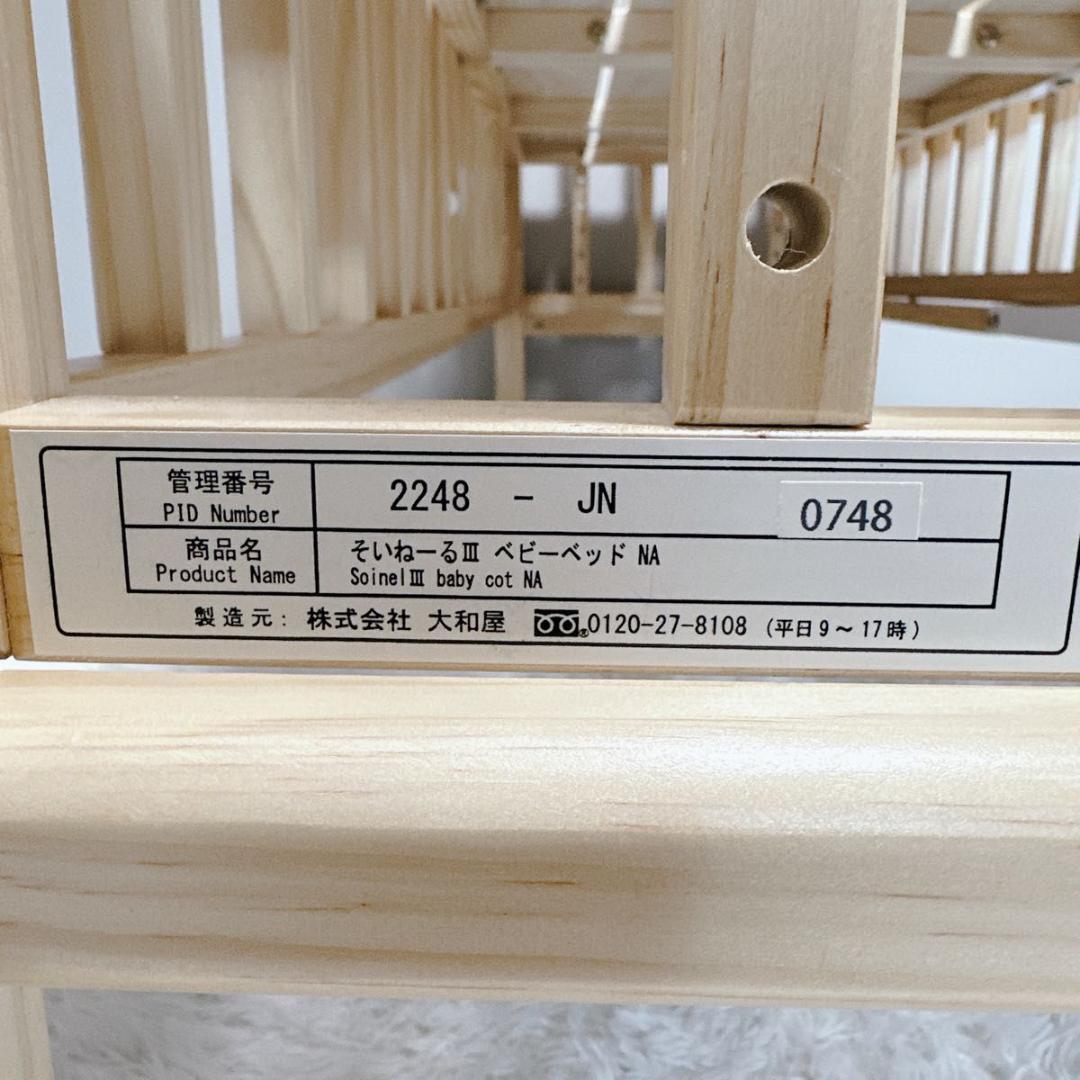 管理番号
PID Number
2248 - JN 0748
商品名
Product Name
そいねーるⅢ ベビーベッド NA
SoinelⅢ baby cot NA
製造元: 株式会社 大和屋 0120-27-8108 (平日9～17時)